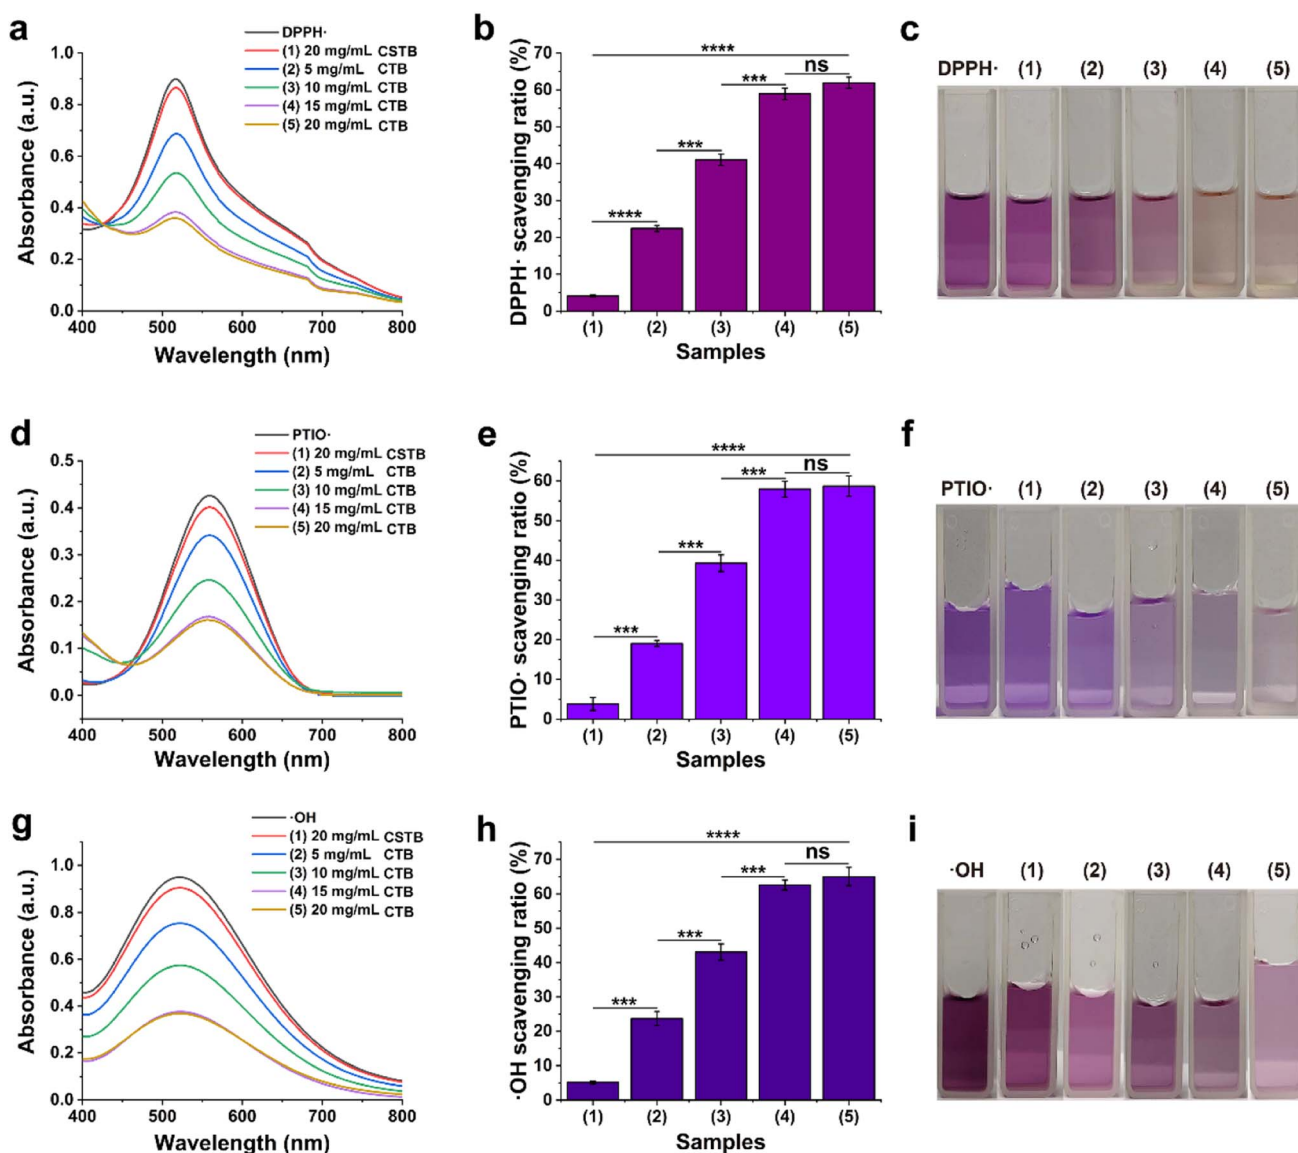 a
DPPH·
(1) 20 mg/mL CSTB
(2) 5 mg/mL CTB
(3) 10 mg/mL CTB
(4) 15 mg/mL CTB
(5) 20 mg/mL CTB
1.0
0.8
0.6
0.4
0.2
0.0
Absorbance (a.u.)
400 500 600 700 800
Wavelength (nm)
b
70
60
50
40
30
20
10
0
DPPH· scavenging ratio (%)
****
ns
***
***
****
(1) (2) (3) (4) (5)
Samples
c
DPPH· (1) (2) (3) (4) (5)
d
PTIO·
(1) 20 mg/mL CSTB
(2) 5 mg/mL CTB
(3) 10 mg/mL CTB
(4) 15 mg/mL CTB
(5) 20 mg/mL CTB
0.5
0.4
0.3
0.2
0.1
0.0
Absorbance (a.u.)
400 500 600 700 800
Wavelength (nm)
e
60
50
40
30
20
10
0
PTIO· scavenging ratio (%)
****
ns
***
***
***
(1) (2) (3) (4) (5)
Samples
f
PTIO· (1) (2) (3) (4) (5)
g
·OH
(1) 20 mg/mL CSTB
(2) 5 mg/mL CTB
(3) 10 mg/mL CTB
(4) 15 mg/mL CTB
(5) 20 mg/mL CTB
1.0
0.8
0.6
0.4
0.2
0.0
Absorbance (a.u.)
400 500 600 700 800
Wavelength (nm)
h
70
60
50
40
30
20
10
0
·OH scavenging ratio (%)
****
ns
***
***
***
(1) (2) (3) (4) (5)
Samples
i
·OH (1) (2) (3) (4) (5)